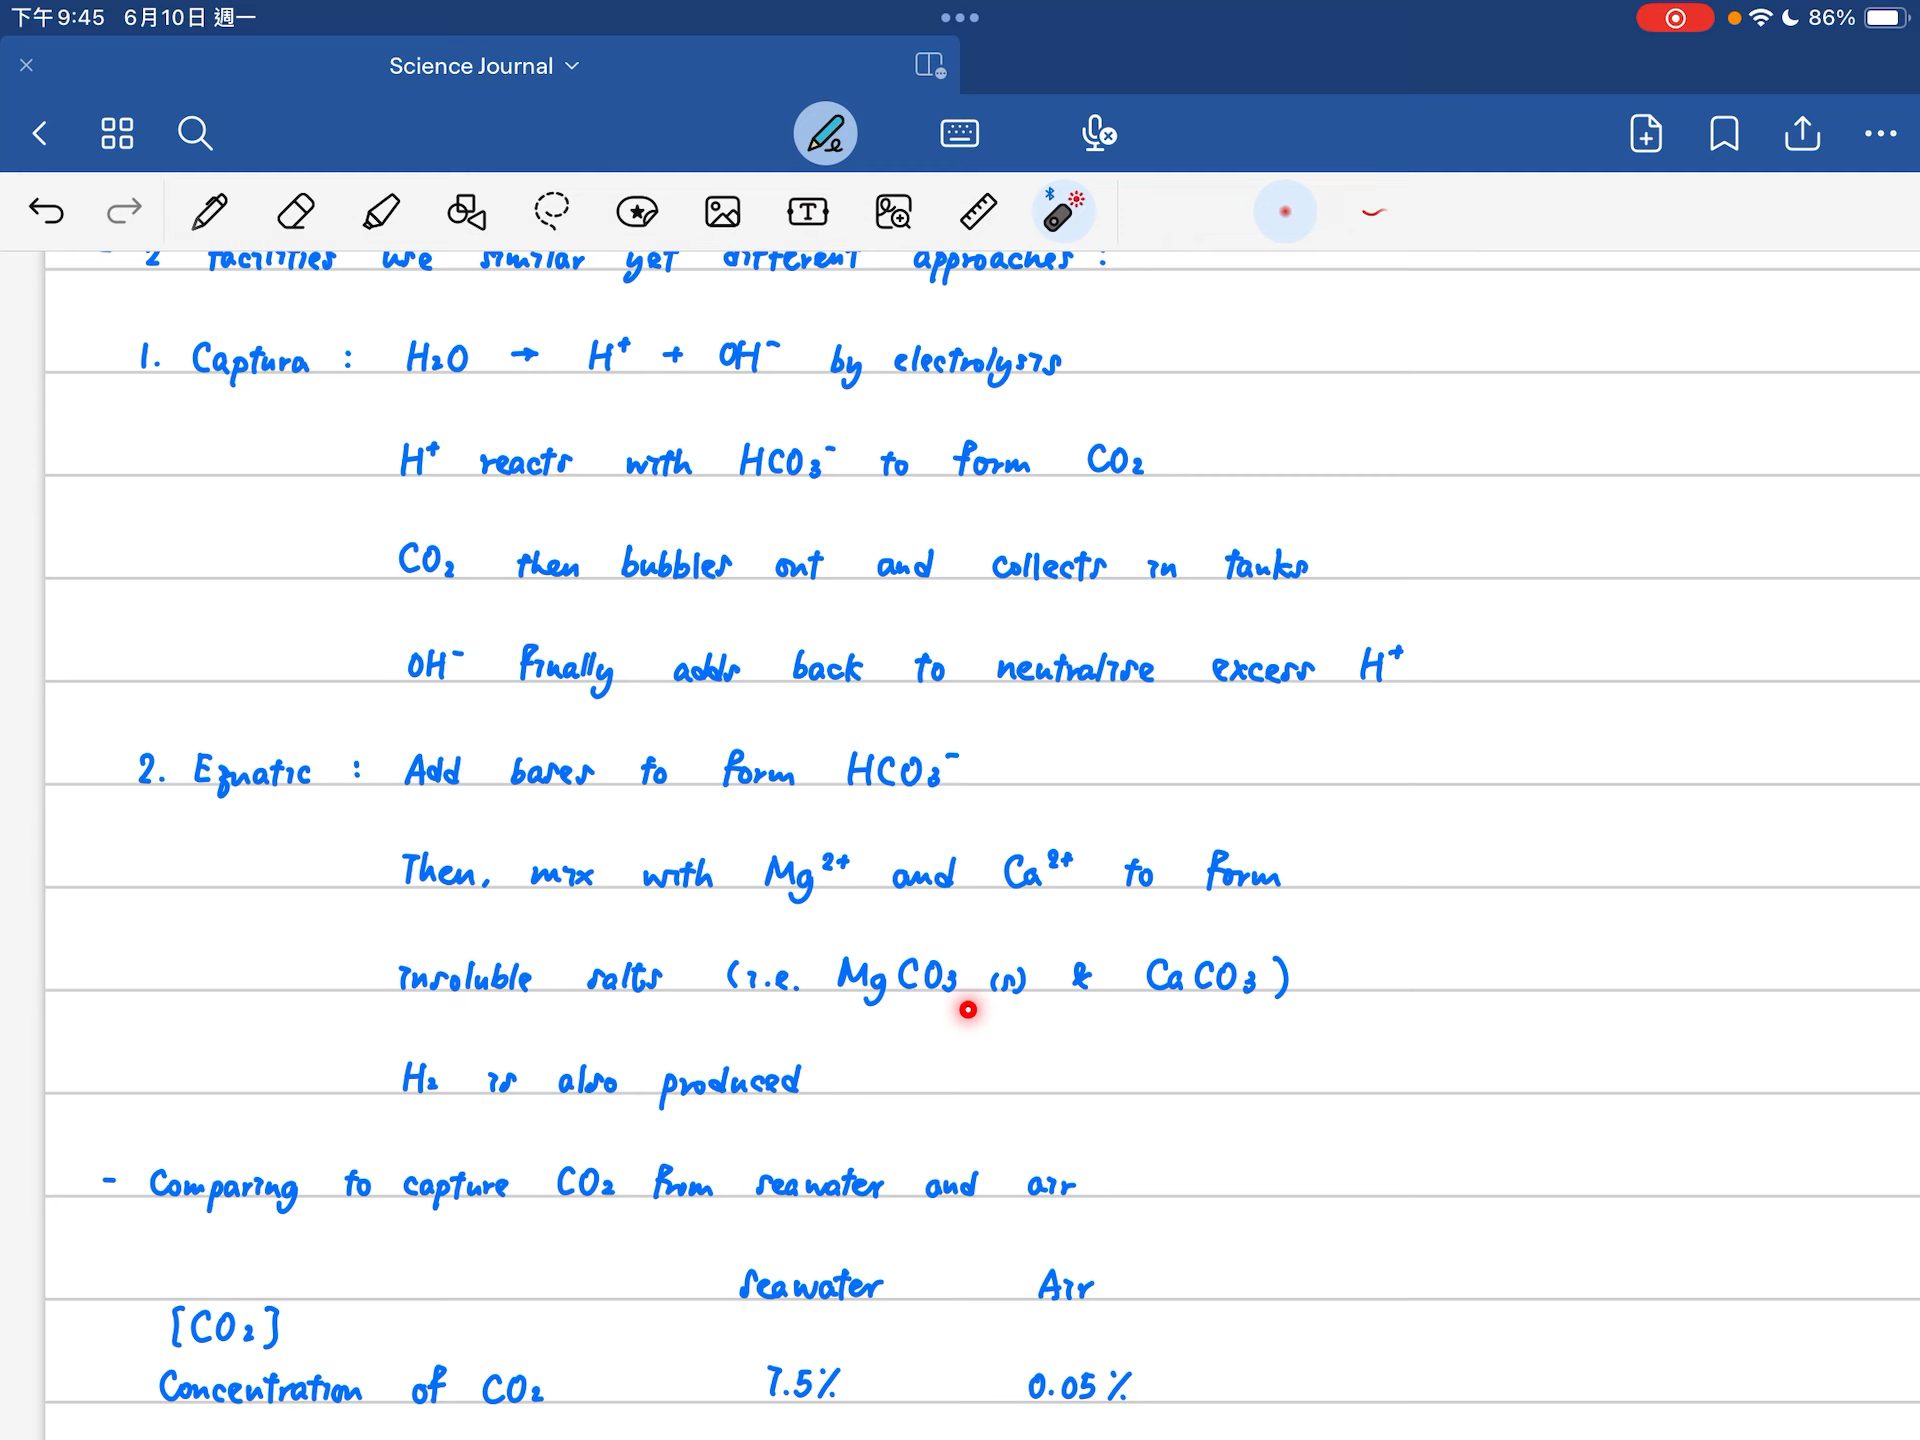 下午9:45 6月10日 週一
86%
Science Journal
- 2 facilities use similar yet different approaches :
1. Captura : H₂O → H⁺ + OH⁻ by electrolysis
H⁺ reacts with HCO₃⁻ to form CO₂
CO₂ then bubbles out and collects in tanks
OH⁻ finally adds back to neutralise excess H⁺
2. Equatic : Add bases to form HCO₃⁻
Then, mix with Mg²⁺ and Ca²⁺ to form
insoluble salts (i.e. MgCO₃ (s) & CaCO₃)
H₂ is also produced
- Comparing to capture CO₂ from seawater and air
Seawater Air
[CO₂]
Concentration of CO₂ 7.5% 0.05%